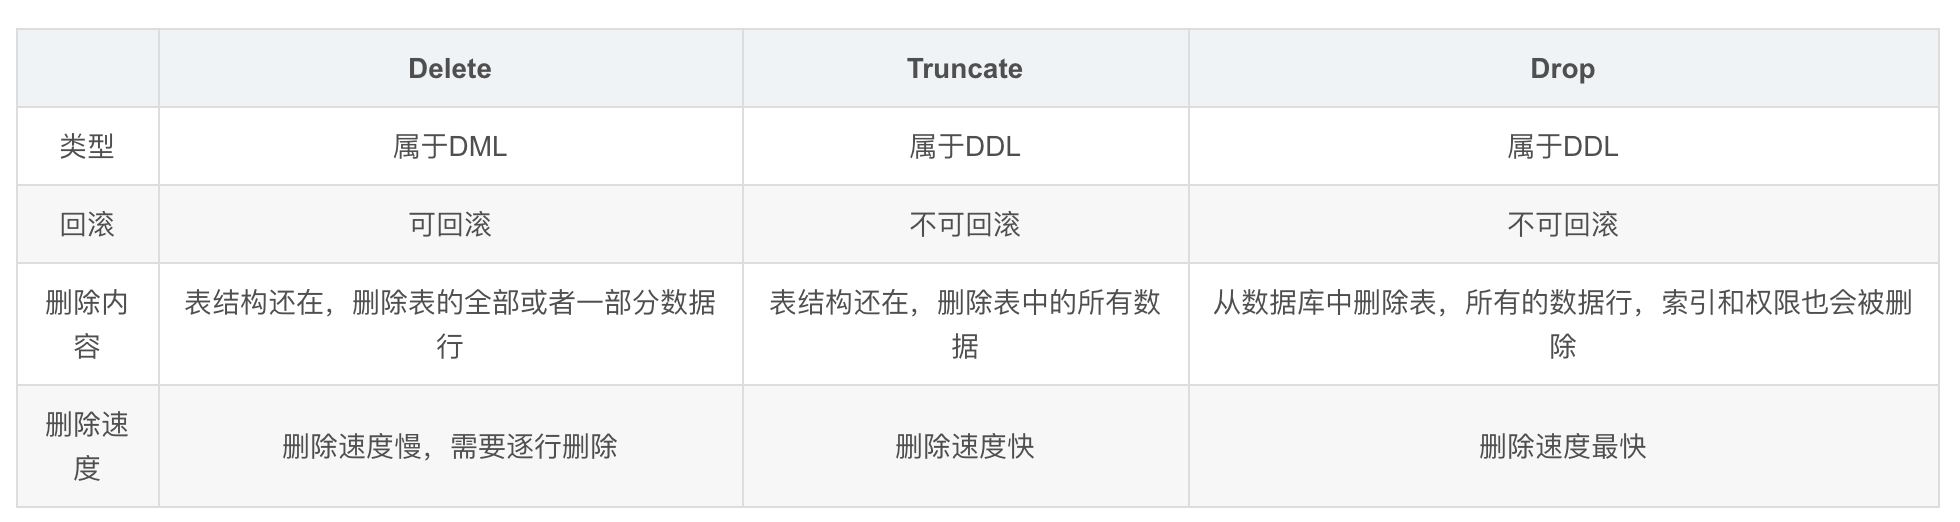 Delete Truncate Drop
类型 属于DML 属于DDL 属于DDL
回滚 可回滚 不可回滚 不可回滚
删除内 表结构还在，删除表的全部或者一部分数据 表结构还在，删除表中的所有数 从数据库中删除表，所有的数据行，索引和权限也会被删
容 行 据 除
删除速
度 删除速度慢，需要逐行删除 删除速度快 删除速度最快